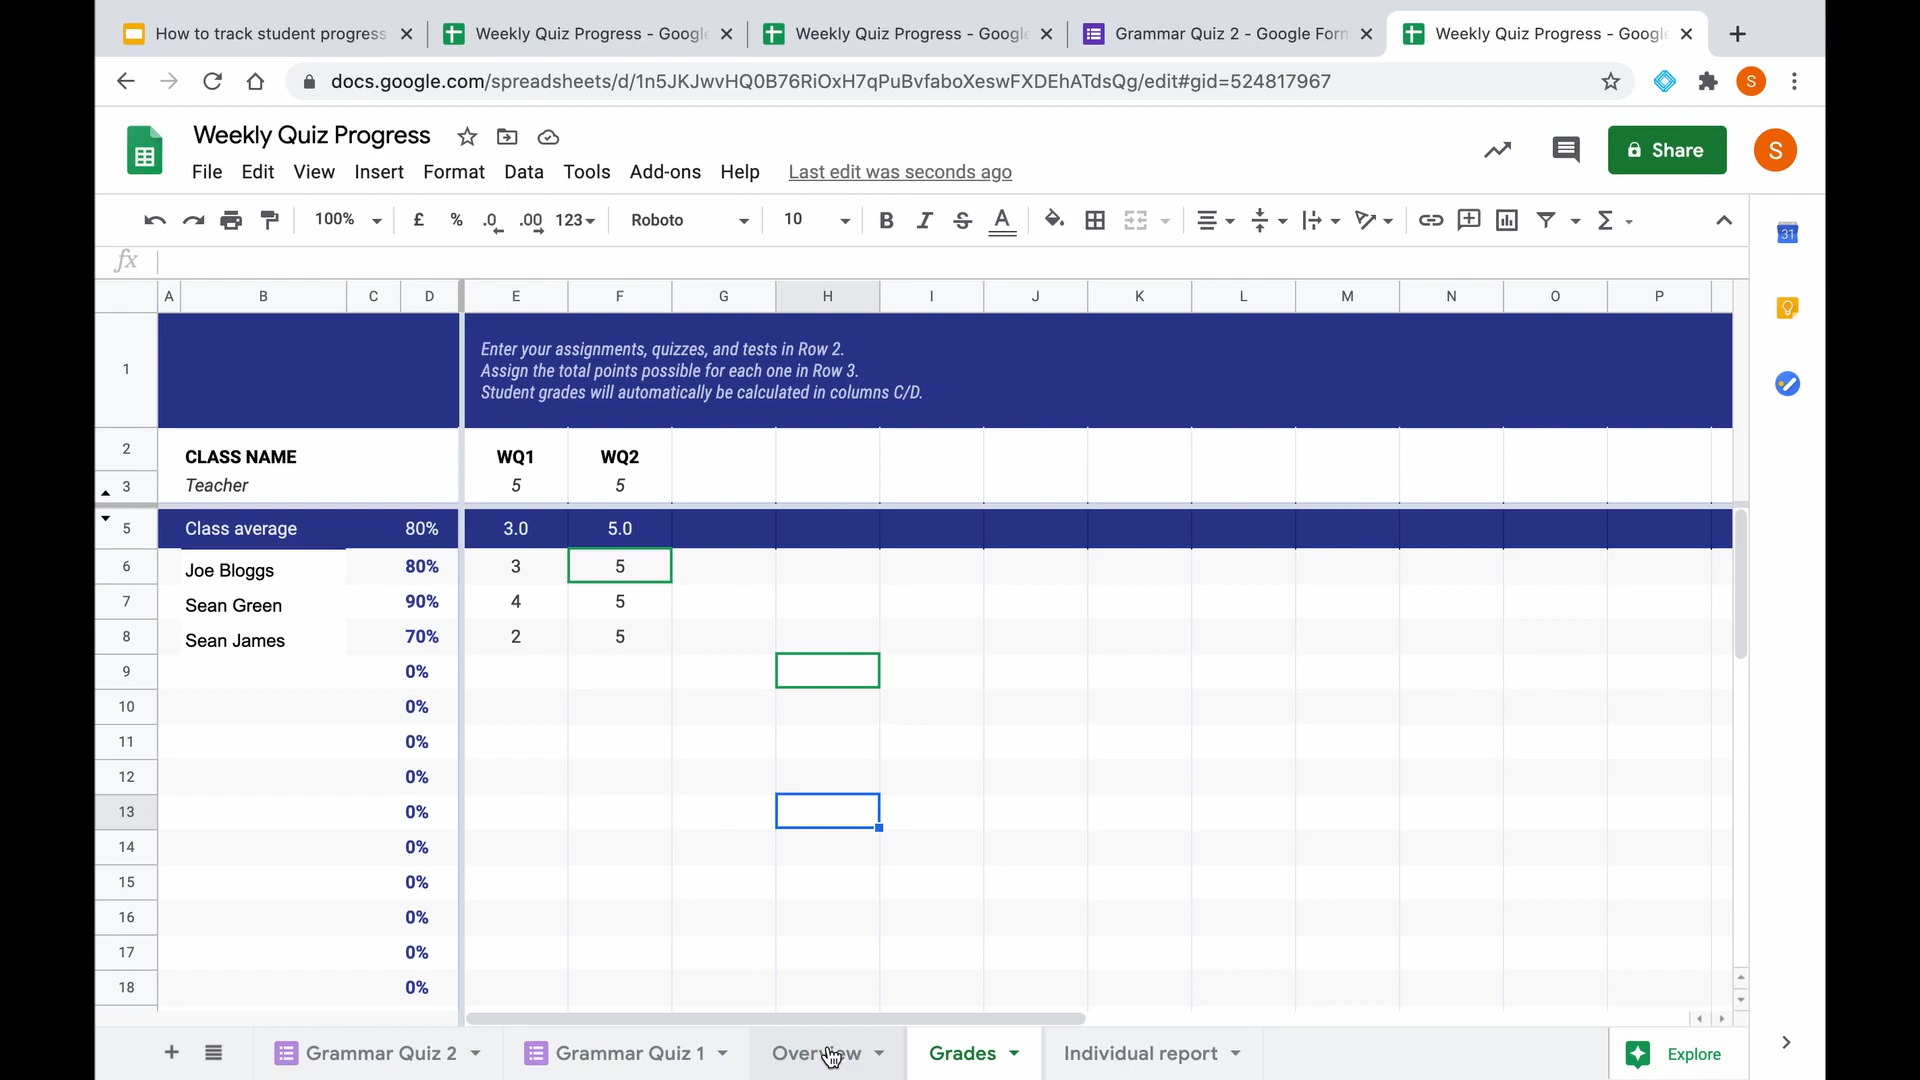 How to track student progress
Weekly Quiz Progress - Google
Weekly Quiz Progress - Google
Grammar Quiz 2 - Google Form
Weekly Quiz Progress - Google
docs.google.com/spreadsheets/d/1n5JKJwvHQ0B76RiOxH7qPuBvfaboXeswFXDEhATdsQg/edit#gid=524817967
S
Weekly Quiz Progress
File Edit View Insert Format Data Tools Add-ons Help Last edit was seconds ago
Share
S
100% £ % .0 .00 123 Roboto 10 B I S A
31
fx
A B C D E F G H I J K L M N O P
1
Enter your assignments, quizzes, and tests in Row 2.
Assign the total points possible for each one in Row 3.
Student grades will automatically be calculated in columns C/D.
2 CLASS NAME WQ1 WQ2
3 Teacher 5 5
5 Class average 80% 3.0 5.0
6 Joe Bloggs 80% 3 5
7 Sean Green 90% 4 5
8 Sean James 70% 2 5
9 0%
10 0%
11 0%
12 0%
13 0%
14 0%
15 0%
16 0%
17 0%
18 0%
Grammar Quiz 2 Grammar Quiz 1 Overview Grades Individual report Explore